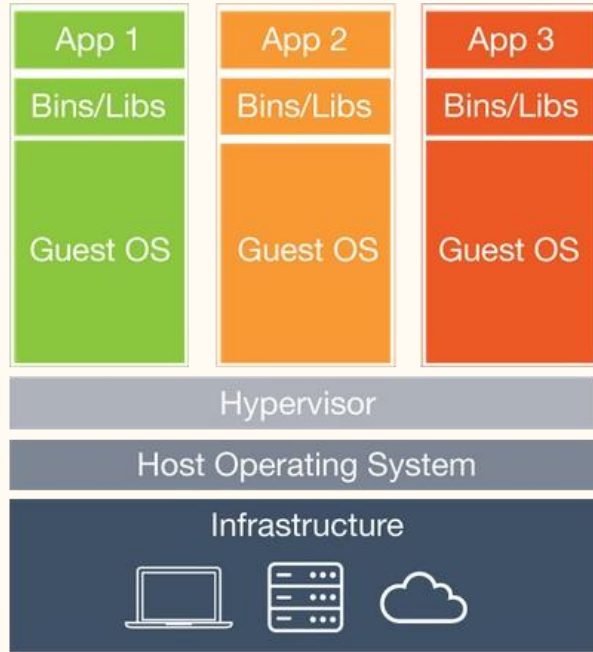 App 1
App 2
App 3
Bins/Libs
Bins/Libs
Bins/Libs
Guest OS
Guest OS
Guest OS
Hypervisor
Host Operating System
Infrastructure